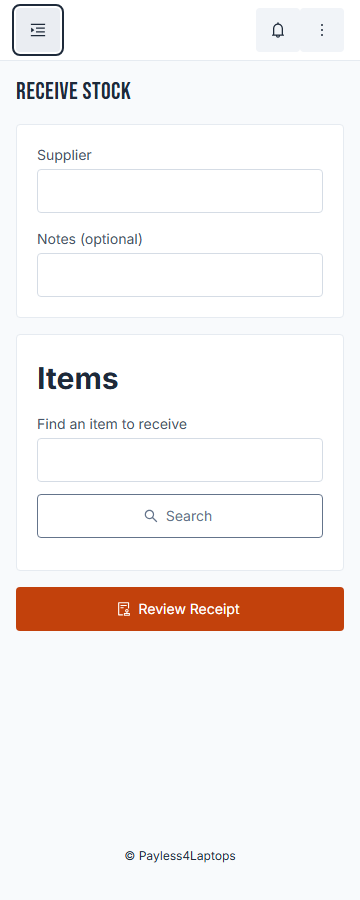 RECEIVE STOCK
Supplier
Notes (optional)
Items
Find an item to receive
Search
Review Receipt
© Payless4Laptops